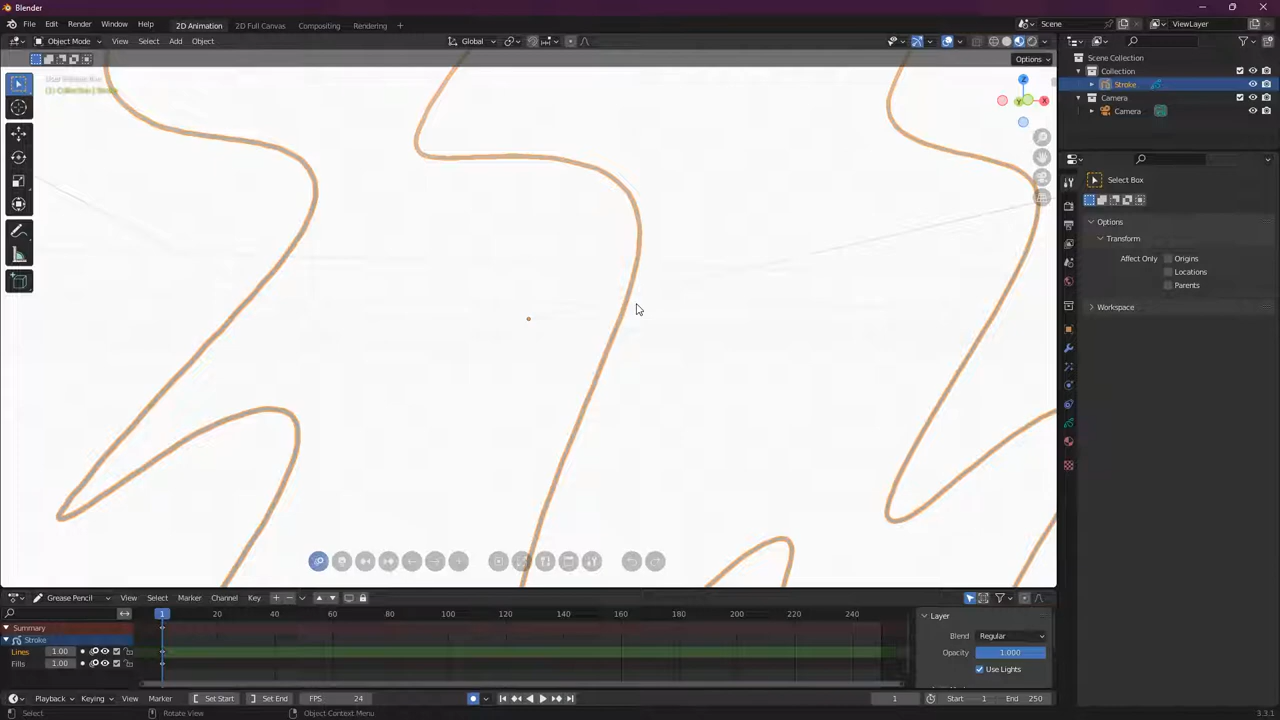 Blender
File Edit Render Window Help 2D Animation 2D Full Canvas Compositing Rendering + Scene ViewLayer
Object Mode View Select Add Object Global
Options
(1) Collection | Stroke
Z
Y X
Scene Collection
Collection
Stroke
Camera
Camera
Select Box
Options
Transform
Affect Only Origins
Locations
Parents
Workspace
Grease Pencil View Select Marker Channel Key
1 20 40 60 80 100 120 140 160 180 200 220 240
Summary
Stroke
Lines 1.00
Fills 1.00
Layer
Blend Regular
Opacity 1.000
Use Lights
Playback Keying View Marker Set Start Set End FPS 24 1 Start 1 End 250
Select Rotate View Object Context Menu 3.3.1